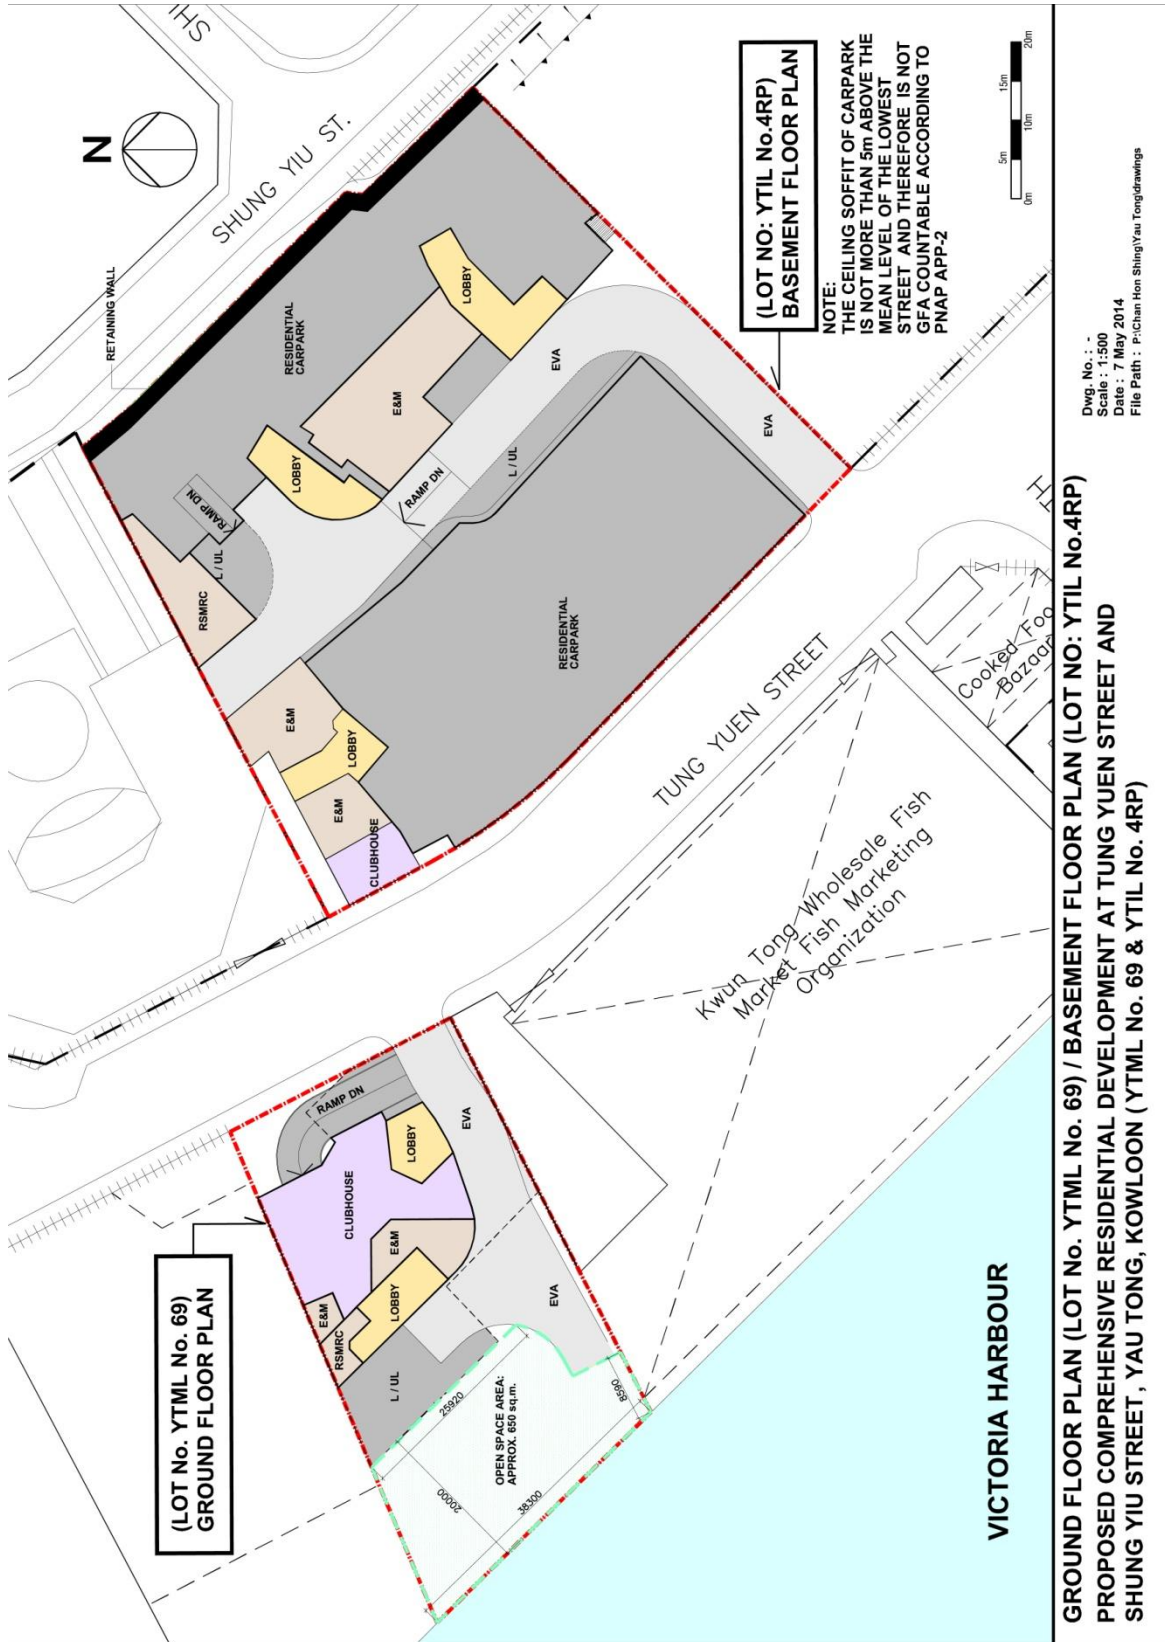 SHU
N
SHUNG YIU ST.
RETAINING WALL
RESIDENTIAL
CARPARK
LOBBY
E&M
LOBBY
RAMP DN
L / UL
RSMRC
RAMP DN
L / UL
EVA
EVA
RESIDENTIAL
CARPARK
E&M
LOBBY
E&M
CLUBHOUSE
(LOT NO: YTIL No.4RP)
BASEMENT FLOOR PLAN
NOTE:
THE CEILING SOFFIT OF CARPARK
IS NOT MORE THAN 5m ABOVE THE
MEAN LEVEL OF THE LOWEST
STREET AND THEREFORE IS NOT
GFA COUNTABLE ACCORDING TO
PNAP APP-2
0m
5m
10m
15m
20m
TUNG YUEN STREET
Cooked Foo
Bazaar
Kwun Tong Wholesale Fish
Market Fish Marketing
Organization
(LOT No. YTML No. 69)
GROUND FLOOR PLAN
RAMP DN
CLUBHOUSE
LOBBY
EVA
E&M
LOBBY
E&M
RSMRC
L / UL
EVA
OPEN SPACE AREA:
APPROX. 650 sq.m.
25920
20000
38300
8590
VICTORIA HARBOUR
GROUND FLOOR PLAN (LOT No. YTML No. 69) / BASEMENT FLOOR PLAN (LOT NO: YTIL No.4RP)
PROPOSED COMPREHENSIVE RESIDENTIAL DEVELOPMENT AT TUNG YUEN STREET AND
SHUNG YIU STREET, YAU TONG, KOWLOON (YTML No. 69 & YTIL No. 4RP)
Dwg. No. : -
Scale : 1:500
Date : 7 May 2014
File Path : P:\Chan Hon Shing\Yau Tong\drawings